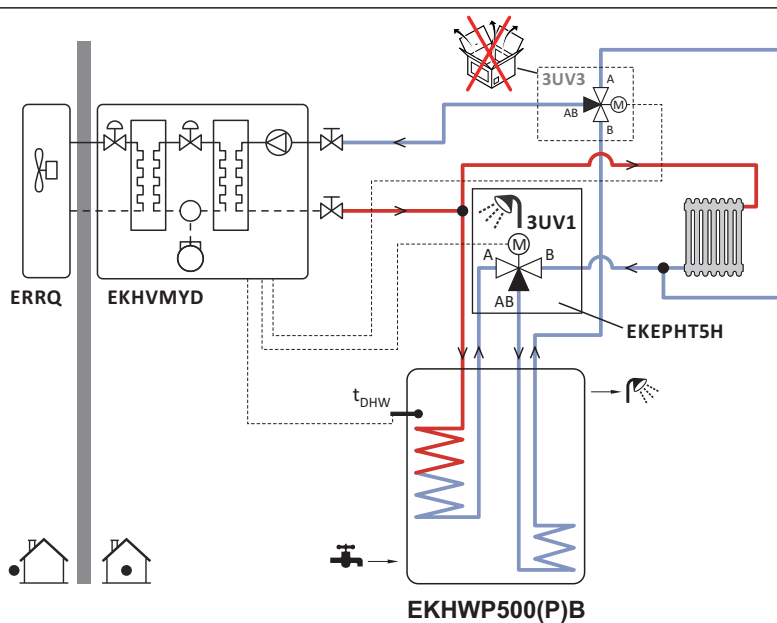 3UV3
A
AB
M
B
3UV1
M
A
B
AB
ERRQ
EKHVMYD
EKEPHT5H
tDHW
EKHWP500(P)B